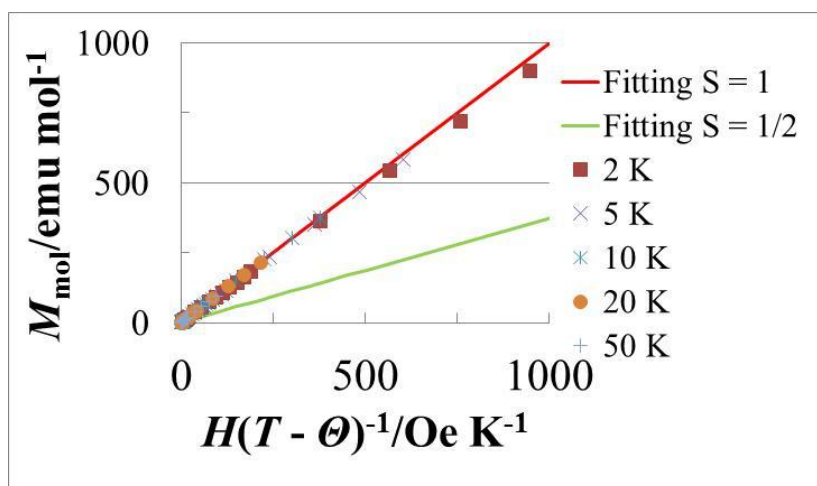 1000
500
0
0
500
1000
M_mol/emu mol^-1
H(T - Θ)^-1/Oe K^-1
Fitting S = 1
Fitting S = 1/2
2 K
5 K
10 K
20 K
50 K